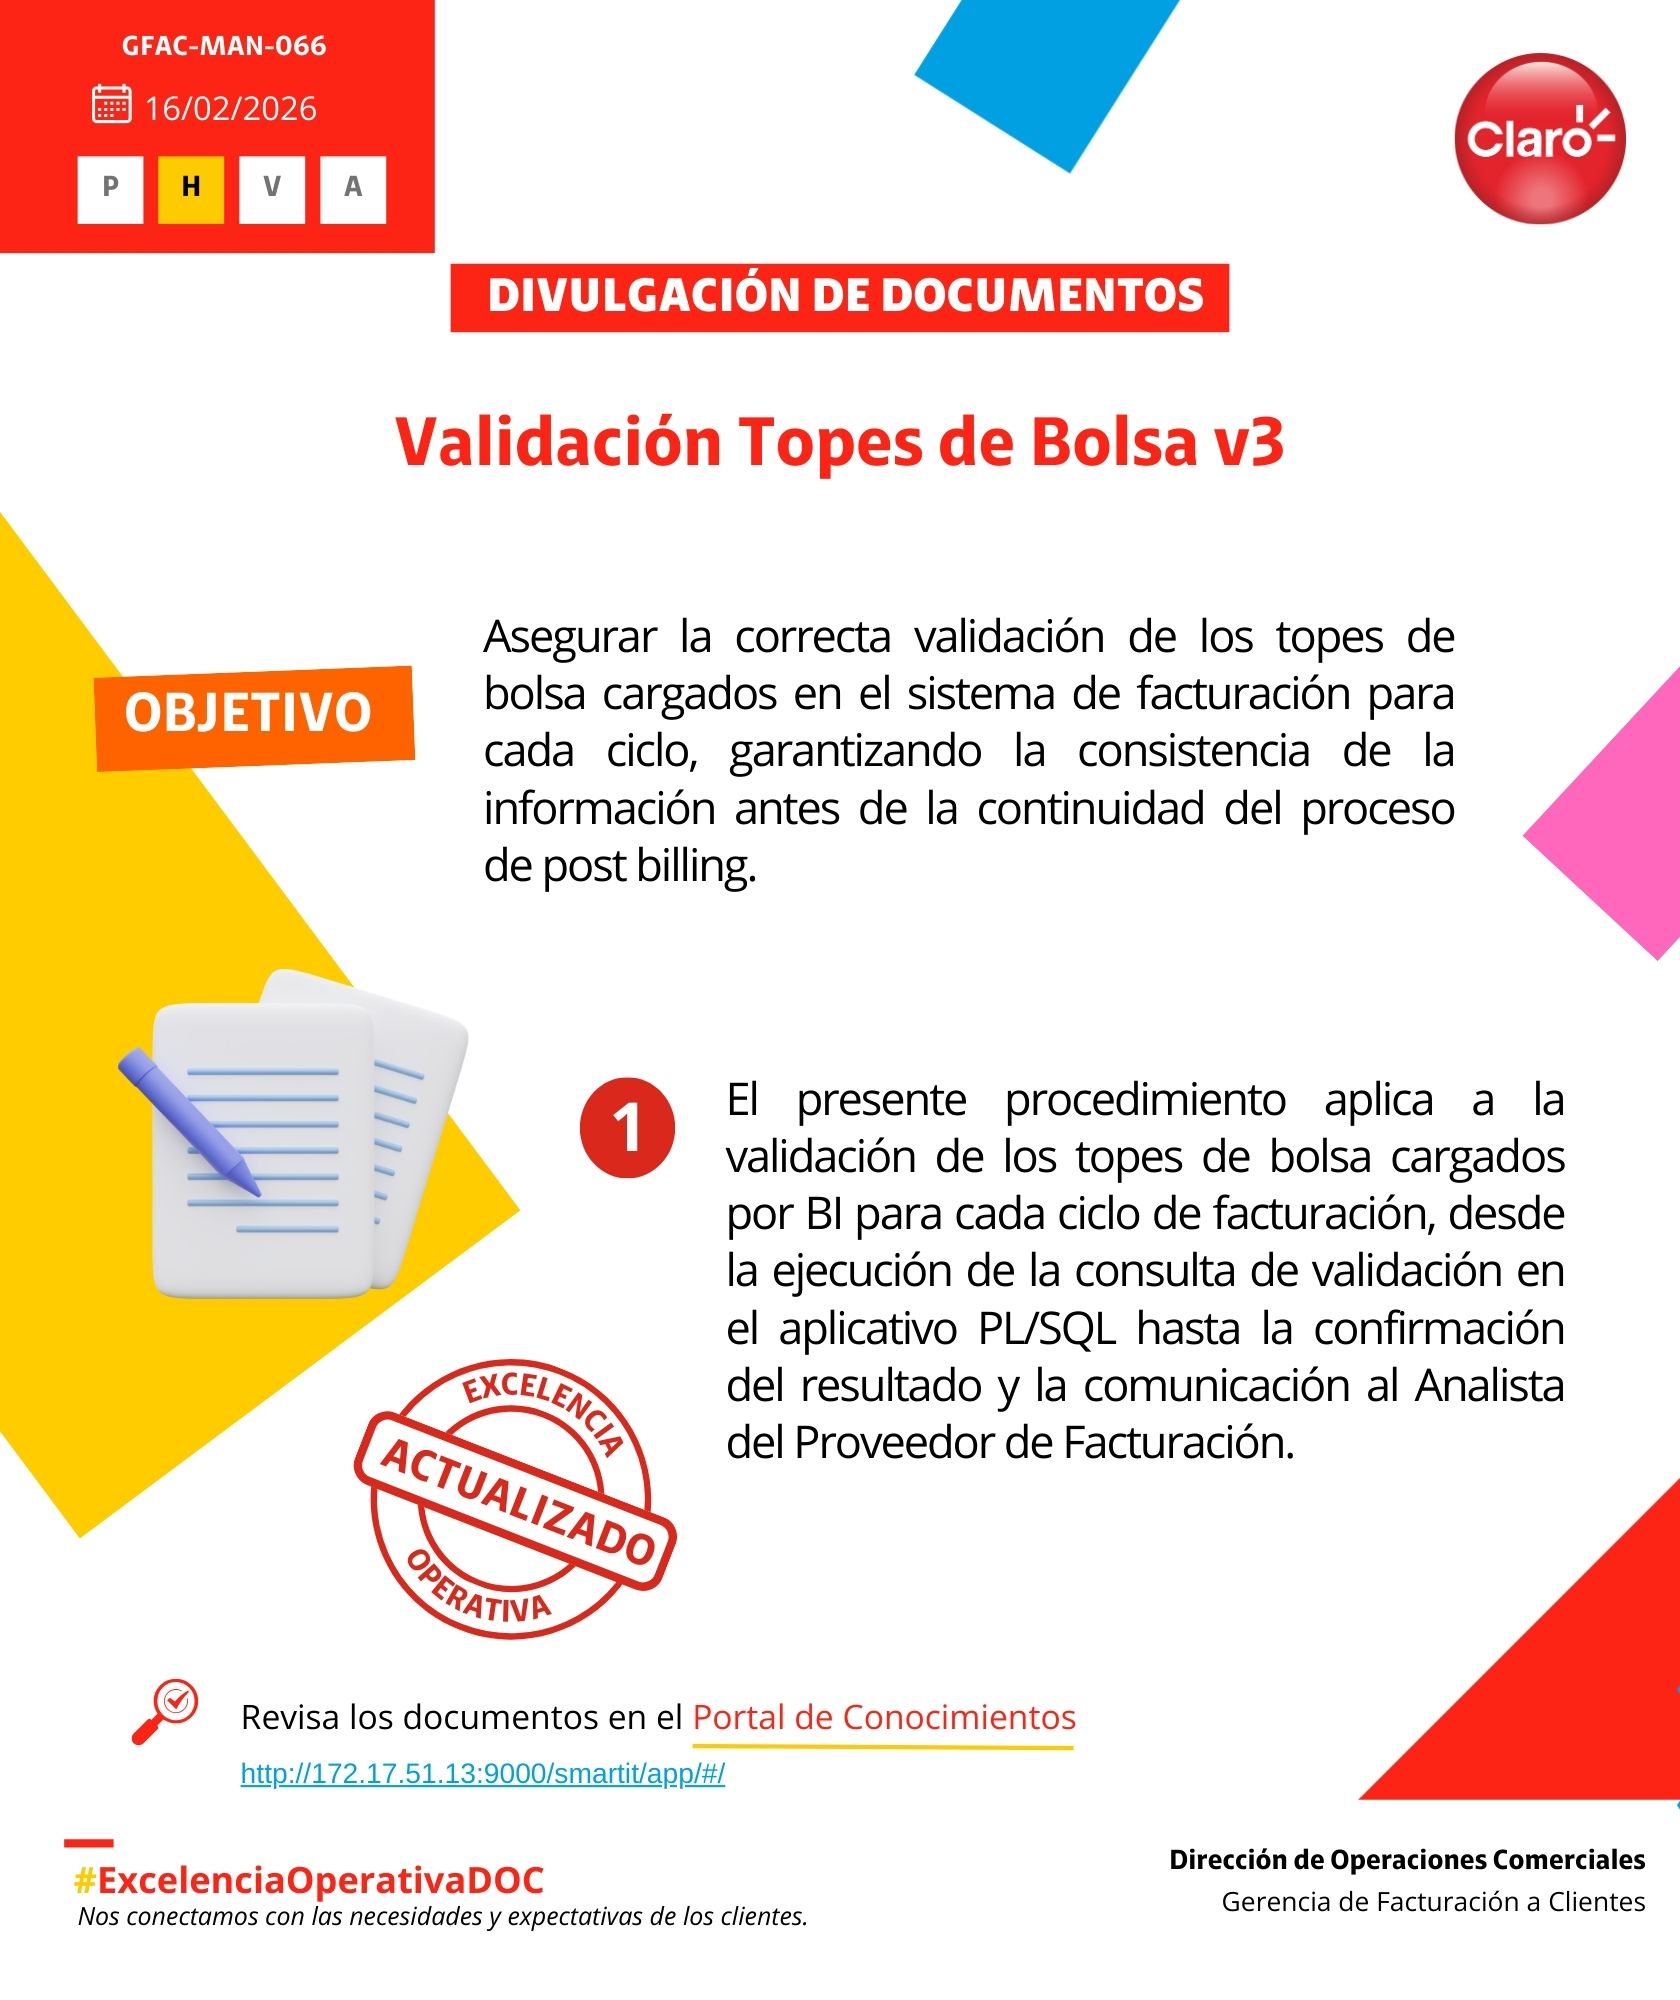 GFAC-MAN-066
16/02/2026
P H V A
Claro
DIVULGACIÓN DE DOCUMENTOS
Validación Topes de Bolsa v3
OBJETIVO
Asegurar la correcta validación de los topes de
bolsa cargados en el sistema de facturación para
cada ciclo, garantizando la consistencia de la
información antes de la continuidad del proceso
de post billing.
1
El presente procedimiento aplica a la
validación de los topes de bolsa cargados
por BI para cada ciclo de facturación, desde
la ejecución de la consulta de validación en
el aplicativo PL/SQL hasta la confirmación
del resultado y la comunicación al Analista
del Proveedor de Facturación.
EXCELENCIA
ACTUALIZADO
OPERATIVA
Revisa los documentos en el Portal de Conocimientos
http://172.17.51.13:9000/smartit/app/#/
#ExcelenciaOperativaDOC
Nos conectamos con las necesidades y expectativas de los clientes.
Dirección de Operaciones Comerciales
Gerencia de Facturación a Clientes